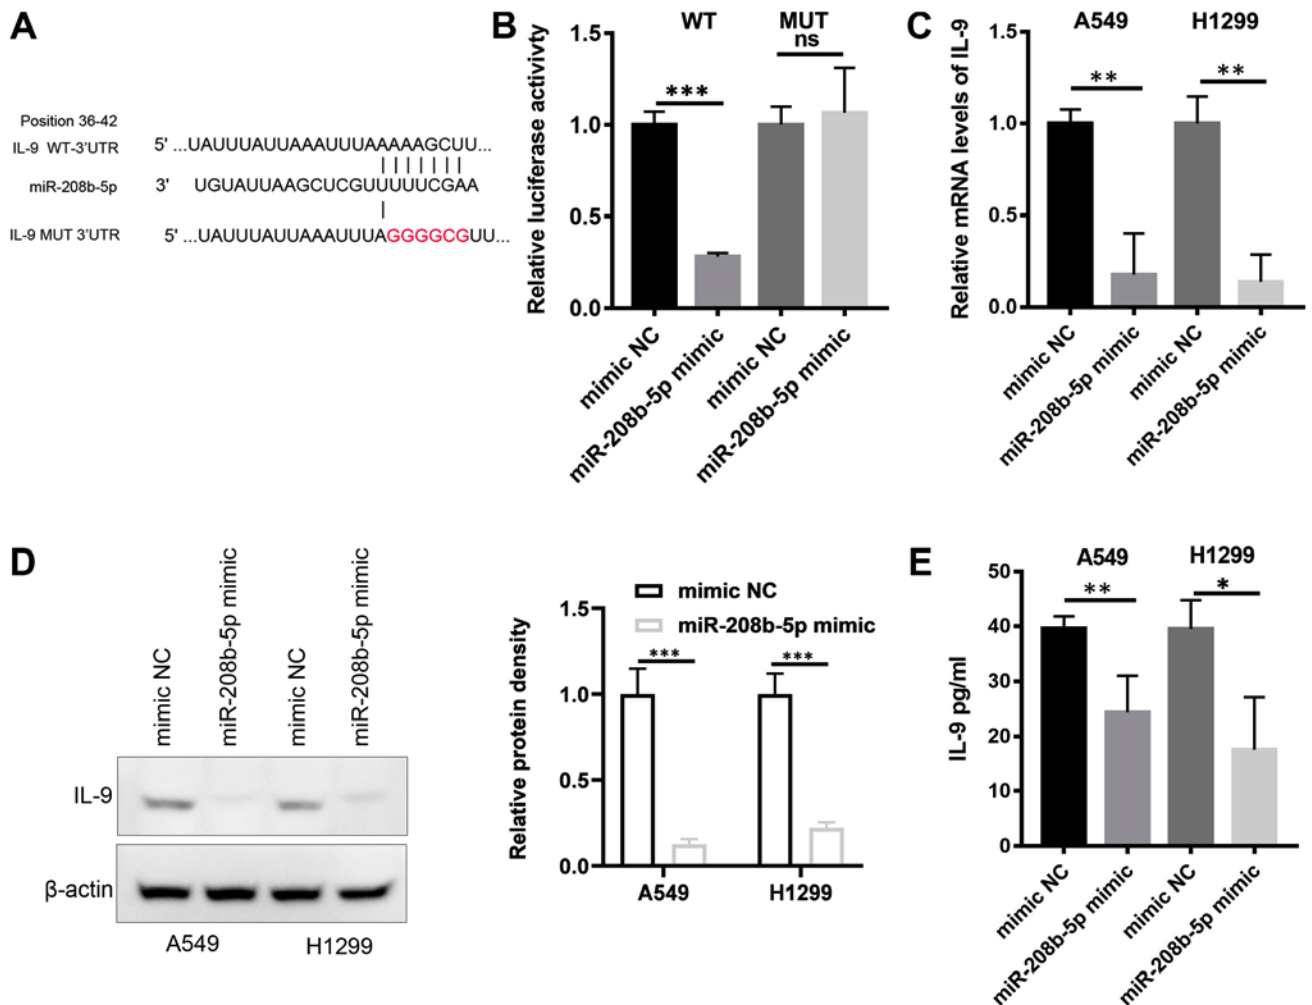 A
Position 36-42
IL-9 WT-3'UTR 5' ...UAUUUAUUAAAUUUAAAAAGCUU...
miR-208b-5p 3' UGUAUUAAGCUCGUUUUUCGAA
IL-9 MUT 3'UTR 5' ...UAUUUAUUAAAUUUAGGGGCGUU...
B
WT MUT
*** ns
Relative luciferase activivty
1.5
1.0
0.5
0.0
mimic NC
miR-208b-5p mimic
mimic NC
miR-208b-5p mimic
C
A549 H1299
** **
Relative mRNA levels of IL-9
1.5
1.0
0.5
0.0
mimic NC
miR-208b-5p mimic
mimic NC
miR-208b-5p mimic
D
mimic NC
miR-208b-5p mimic
mimic NC
miR-208b-5p mimic
IL-9
β-actin
A549 H1299
mimic NC
miR-208b-5p mimic
*** ***
Relative protein density
1.5
1.0
0.5
0.0
A549 H1299
E
A549 H1299
** *
IL-9 pg/ml
50
40
30
20
10
0
mimic NC
miR-208b-5p mimic
mimic NC
miR-208b-5p mimic